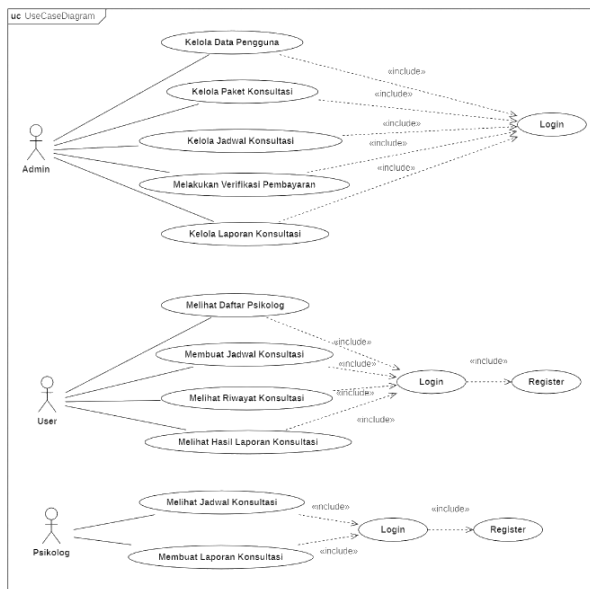 uc UseCaseDiagram
Kelola Data Pengguna
«include»
Kelola Paket Konsultasi
«include»
Login
«include»
Kelola Jadwal Konsultasi
«include»
Admin
Melakukan Verifikasi Pembayaran
«include»
Kelola Laporan Konsultasi
Melihat Daftar Psikolog
«include»
Membuat Jadwal Konsultasi
«include»
«include»
Login
Register
Melihat Riwayat Konsultasi
«include»
User
«include»
Melihat Hasil Laporan Konsultasi
Melihat Jadwal Konsultasi
«include»
«include»
Login
Register
Psikolog
Membuat Laporan Konsultasi
«include»